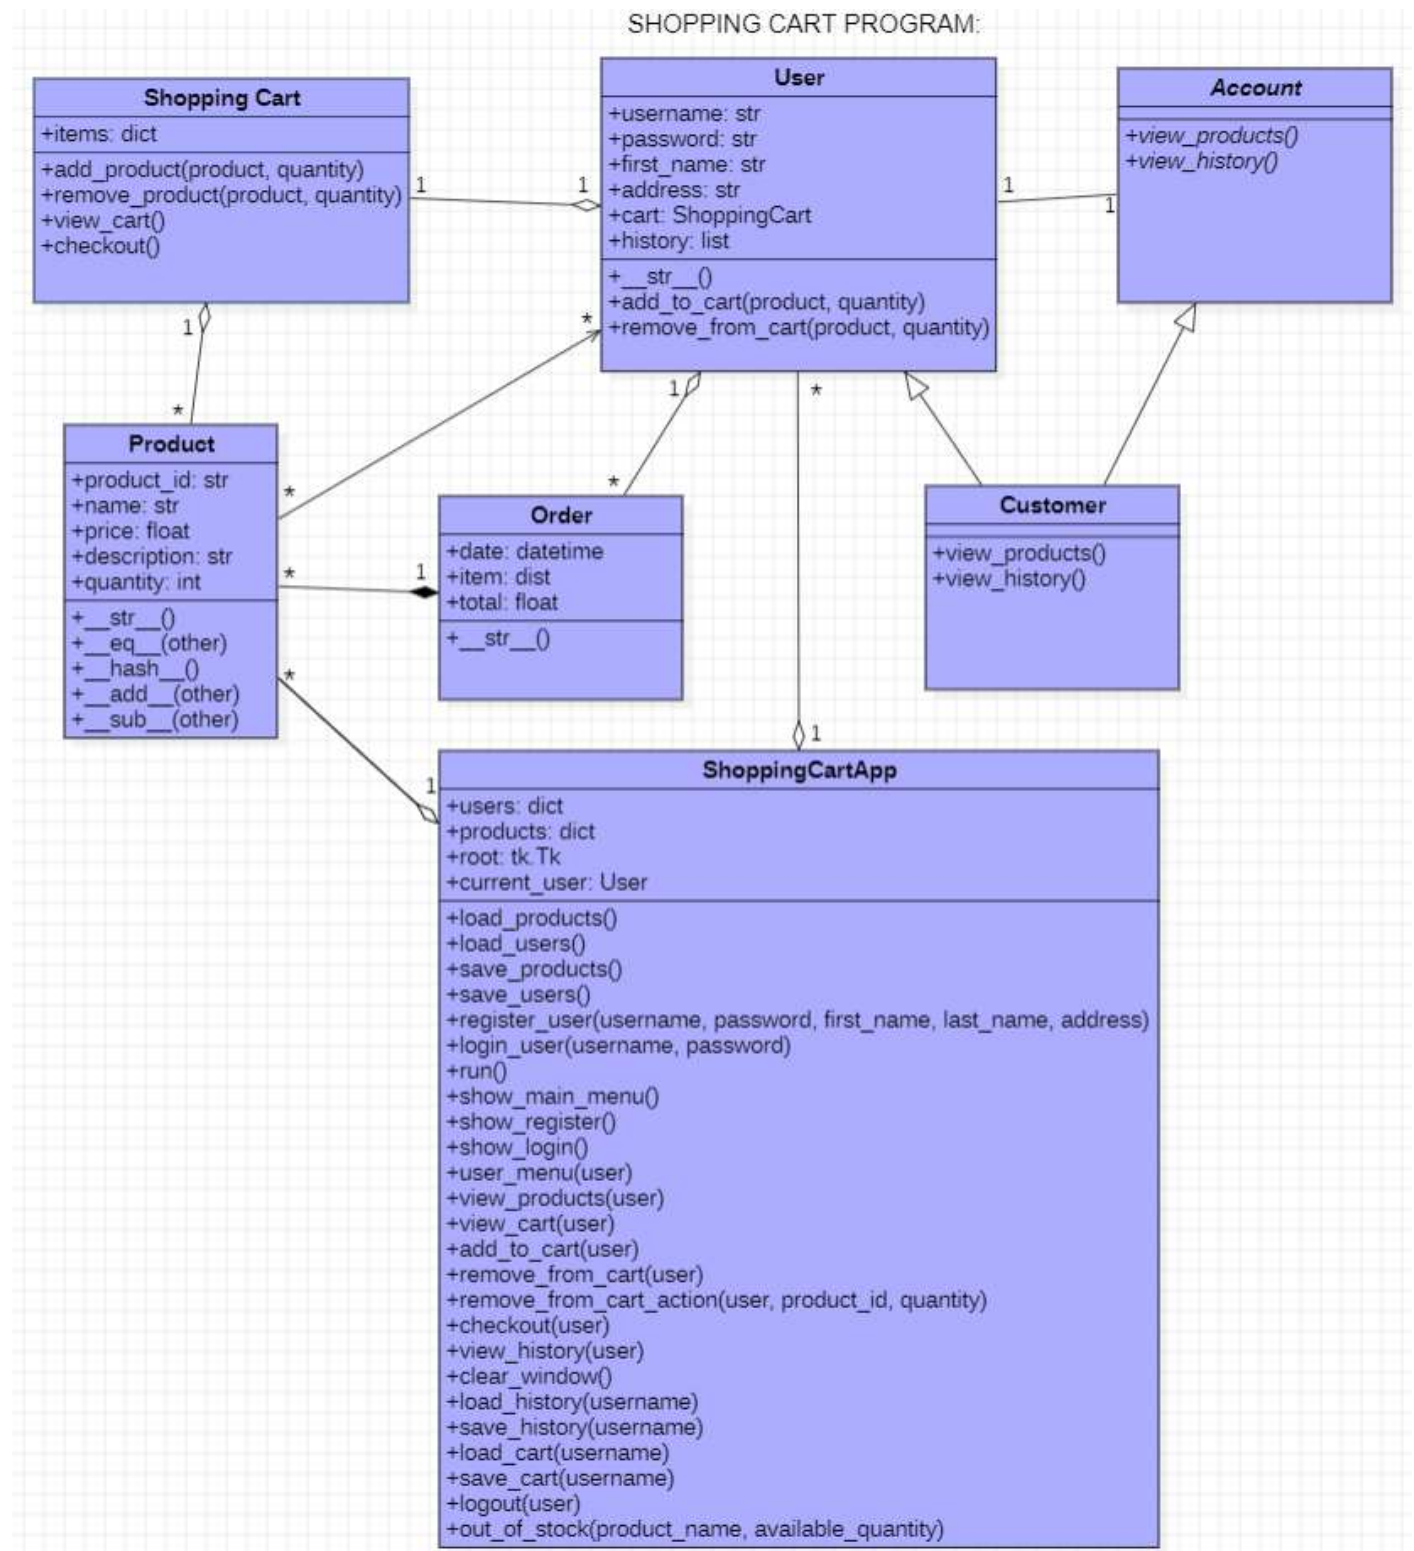 SHOPPING CART PROGRAM:
Shopping Cart
+items: dict
+add_product(product, quantity)
+remove_product(product, quantity)
+view_cart()
+checkout()
1
1
User
+username: str
+password: str
+first_name: str
+address: str
+cart: ShoppingCart
+history: list
+__str__()
+add_to_cart(product, quantity)
+remove_from_cart(product, quantity)
1
1
Account
+view_products()
+view_history()
1
*
*
*
1
*
*
Product
+product_id: str
+name: str
+price: float
+description: str
+quantity: int
+__str__()
+__eq__(other)
+__hash__()
+__add__(other)
+__sub__(other)
*
1
Order
+date: datetime
+item: dist
+total: float
+__str__()
Customer
+view_products()
+view_history()
*
1
1
ShoppingCartApp
+users: dict
+products: dict
+root: tk.Tk
+current_user: User
+load_products()
+load_users()
+save_products()
+save_users()
+register_user(username, password, first_name, last_name, address)
+login_user(username, password)
+run()
+show_main_menu()
+show_register()
+show_login()
+user_menu(user)
+view_products(user)
+view_cart(user)
+add_to_cart(user)
+remove_from_cart(user)
+remove_from_cart_action(user, product_id, quantity)
+checkout(user)
+view_history(user)
+clear_window()
+load_history(username)
+save_history(username)
+load_cart(username)
+save_cart(username)
+logout(user)
+out_of_stock(product_name, available_quantity)